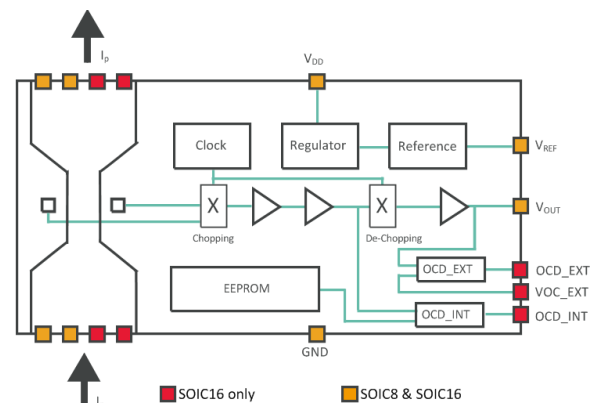 Ip
VDD
Clock
Regulator
Reference
VREF
X
X
VOUT
Chopping
De-Chopping
OCD_EXT
OCD_EXT
EEPROM
VOC_EXT
OCD_INT
OCD_INT
GND
SOIC16 only
SOIC8 & SOIC16